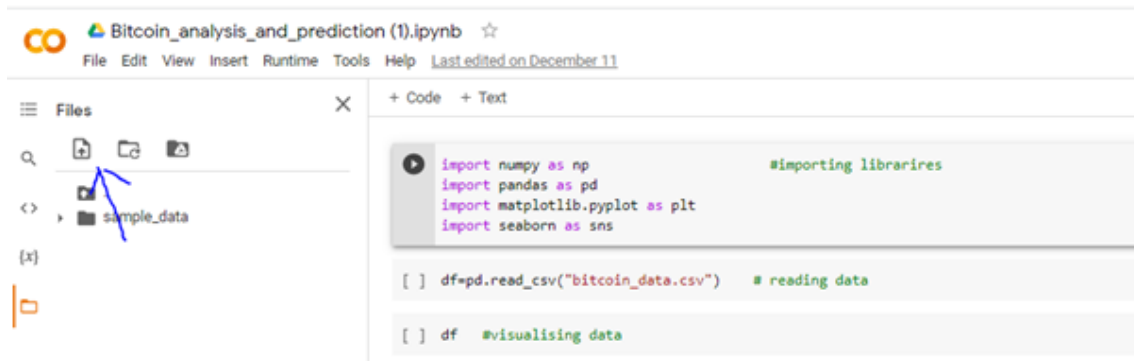 Bitcoin_analysis_and_prediction (1).ipynb
File Edit View Insert Runtime Tools Help Last edited on December 11
Files
+ Code + Text
import numpy as np #importing librarires
import pandas as pd
import matplotlib.pyplot as plt
import seaborn as sns
sample_data
{x}
[ ] df=pd.read_csv("bitcoin_data.csv") # reading data
[ ] df #visualising data